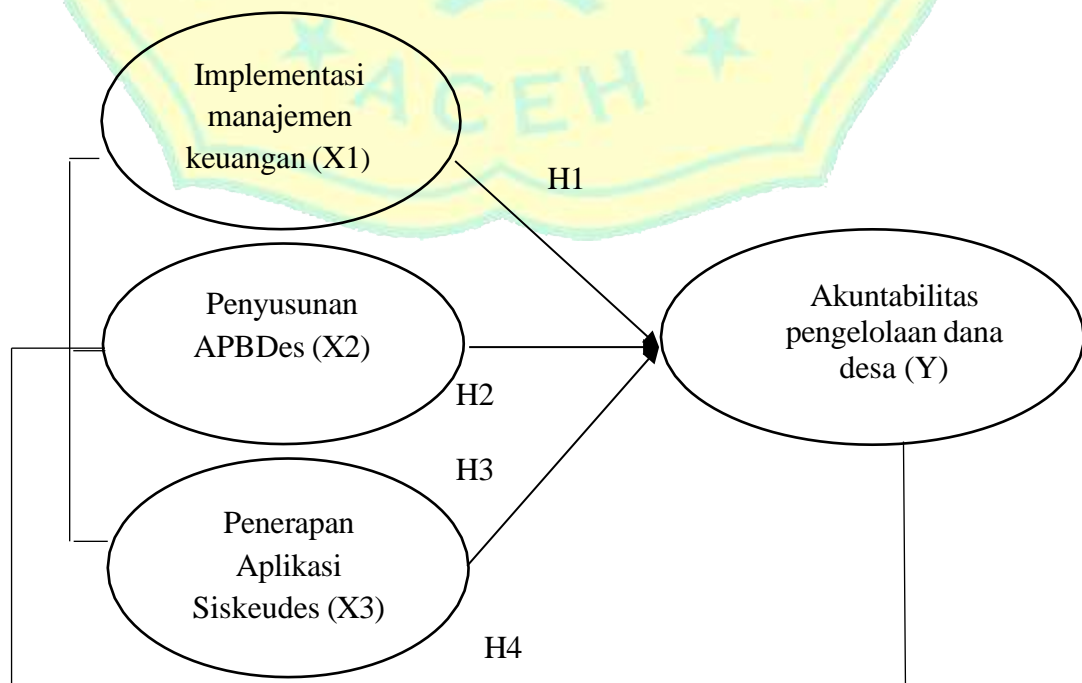 ACEH
Implementasi
manajemen
keuangan (X1)
H1
Penyusunan
APBDes (X2)
H2
Akuntabilitas
pengelolaan dana
desa (Y)
H3
Penerapan
Aplikasi
Siskeudes (X3)
H4